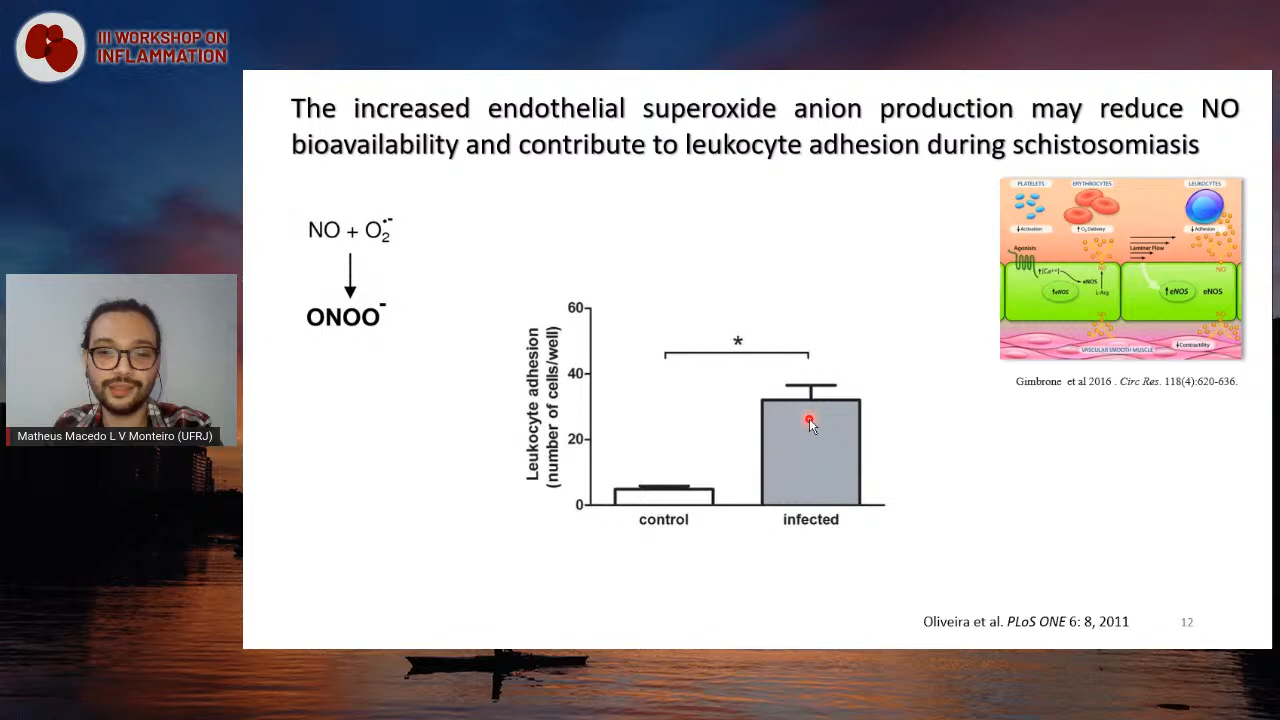 III WORKSHOP ON
INFLAMMATION
The increased endothelial superoxide anion production may reduce NO
bioavailability and contribute to leukocyte adhesion during schistosomiasis
NO + O₂•-
ONOO-
PLATELETS
ERYTHROCYTES
LEUKOCYTES
↓Activation
↑ O₂ Delivery
↓ Adhesion
Agonists
Laminar Flow
↑[Ca++]
eNOS
NO
↑eNOS
L-Arg
↑ eNOS
eNOS
NO
NO
NO
VASCULAR SMOOTH MUSCLE
↓Contractility
Gimbrone et al 2016 . Circ Res. 118(4):620-636.
Leukocyte adhesion
(number of cells/well)
60
40
20
0
*
control
infected
Matheus Macedo L V Monteiro (UFRJ)
Oliveira et al. PLoS ONE 6: 8, 2011
12